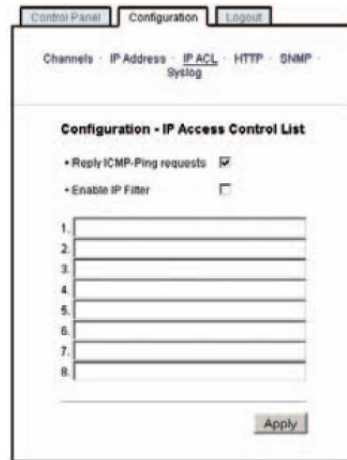 Control Panel Configuration Logout
Channels · IP Address · IP ACL · HTTP · SNMP ·
Syslog
Configuration - IP Access Control List
• Reply ICMP-Ping requests
• Enable IP Filter
1.
2.
3.
4.
5.
6.
7.
8.
Apply